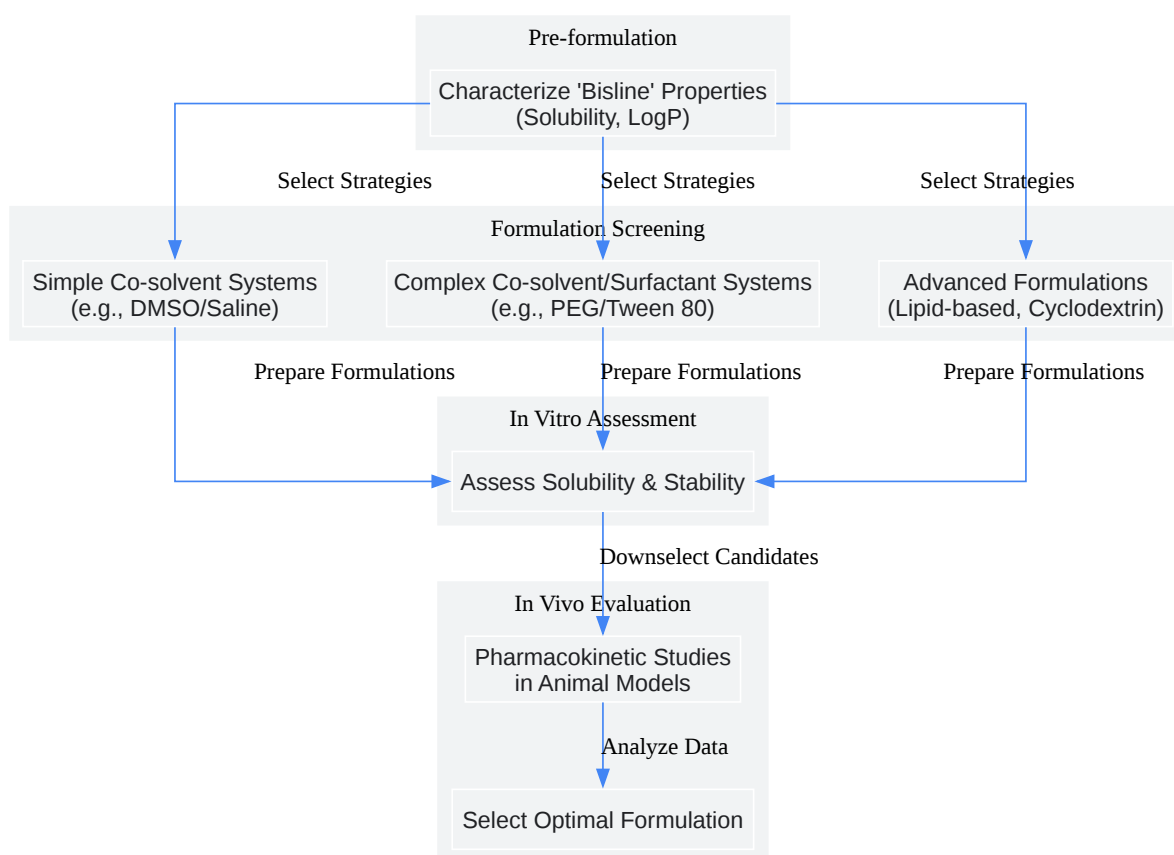 Pre-formulation
Characterize 'Bisline' Properties
(Solubility, LogP)
Select Strategies
Select Strategies
Select Strategies
Formulation Screening
Simple Co-solvent Systems
(e.g., DMSO/Saline)
Complex Co-solvent/Surfactant Systems
(e.g., PEG/Tween 80)
Advanced Formulations
(Lipid-based, Cyclodextrin)
Prepare Formulations
Prepare Formulations
Prepare Formulations
In Vitro Assessment
Assess Solubility & Stability
Downselect Candidates
In Vivo Evaluation
Pharmacokinetic Studies
in Animal Models
Analyze Data
Select Optimal Formulation